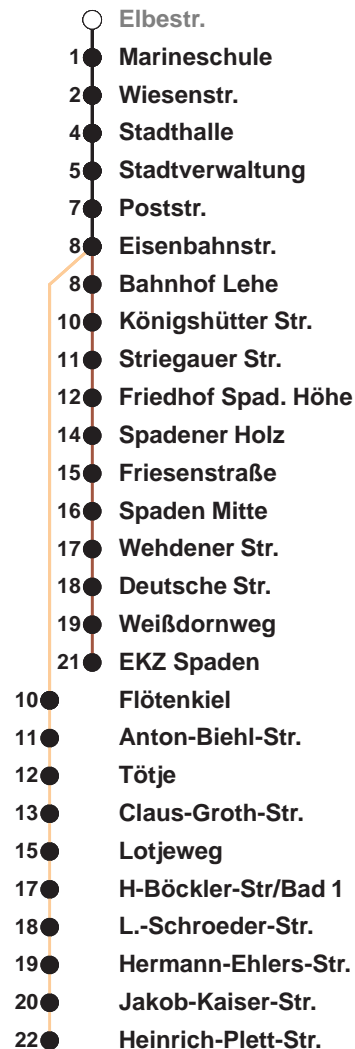 Elbestr.
1 Marineschule
2 Wiesenstr.
4 Stadthalle
5 Stadtverwaltung
7 Poststr.
8 Eisenbahnstr.
8 Bahnhof Lehe
10 Königshütter Str.
11 Striegauer Str.
12 Friedhof Spad. Höhe
14 Spadener Holz
15 Friesenstraße
16 Spaden Mitte
17 Wehdener Str.
18 Deutsche Str.
19 Weißdornweg
21 EKZ Spaden
10 Flötenkiel
11 Anton-Biehl-Str.
12 Tötje
13 Claus-Groth-Str.
15 Lotjeweg
17 H-Böckler-Str/Bad 1
18 L.-Schroeder-Str.
19 Hermann-Ehlers-Str.
20 Jakob-Kaiser-Str.
22 Heinrich-Plett-Str.